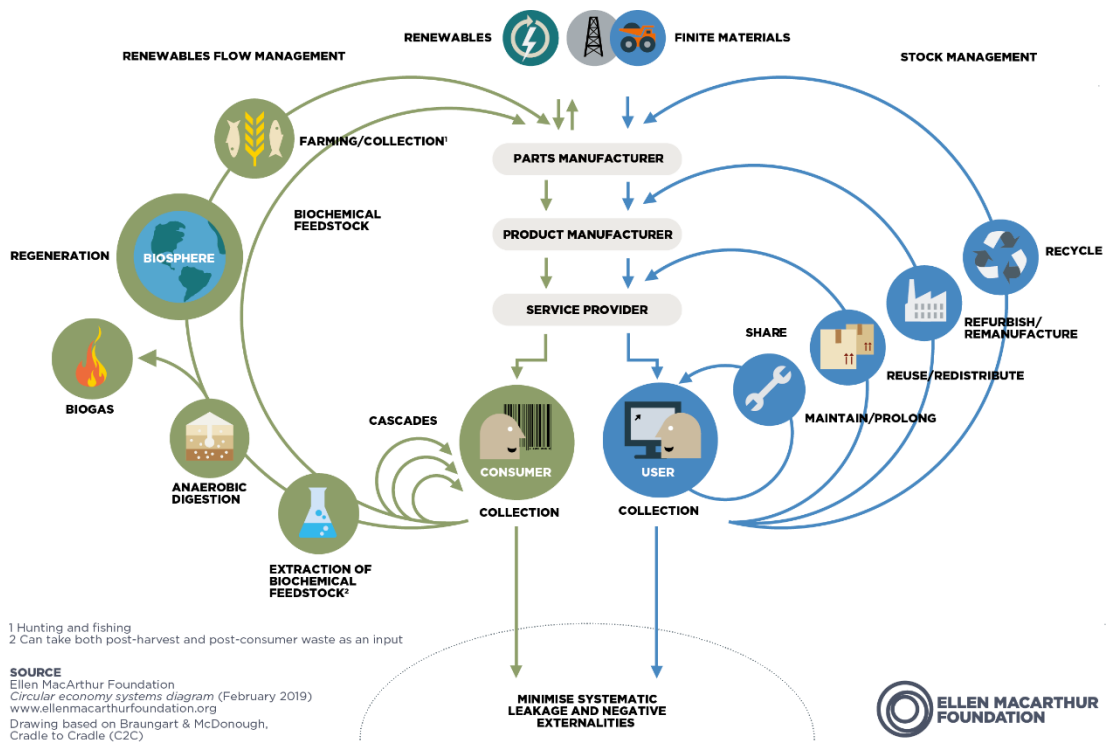 RENEWABLES
FINITE MATERIALS
RENEWABLES FLOW MANAGEMENT
STOCK MANAGEMENT
FARMING/COLLECTION¹
PARTS MANUFACTURER
BIOCHEMICAL
FEEDSTOCK
PRODUCT MANUFACTURER
REGENERATION
BIOSPHERE
RECYCLE
SERVICE PROVIDER
SHARE
REFURBISH/
REMANUFACTURE
REUSE/REDISTRIBUTE
BIOGAS
CASCADES
MAINTAIN/PROLONG
CONSUMER
USER
ANAEROBIC
DIGESTION
COLLECTION
COLLECTION
EXTRACTION OF
BIOCHEMICAL
FEEDSTOCK²
1 Hunting and fishing
2 Can take both post-harvest and post-consumer waste as an input
SOURCE
Ellen MacArthur Foundation
Circular economy systems diagram (February 2019)
www.ellenmacarthurfoundation.org
Drawing based on Braungart & McDonough,
Cradle to Cradle (C2C)
MINIMISE SYSTEMATIC
LEAKAGE AND NEGATIVE
EXTERNALITIES
ELLEN MACARTHUR
FOUNDATION